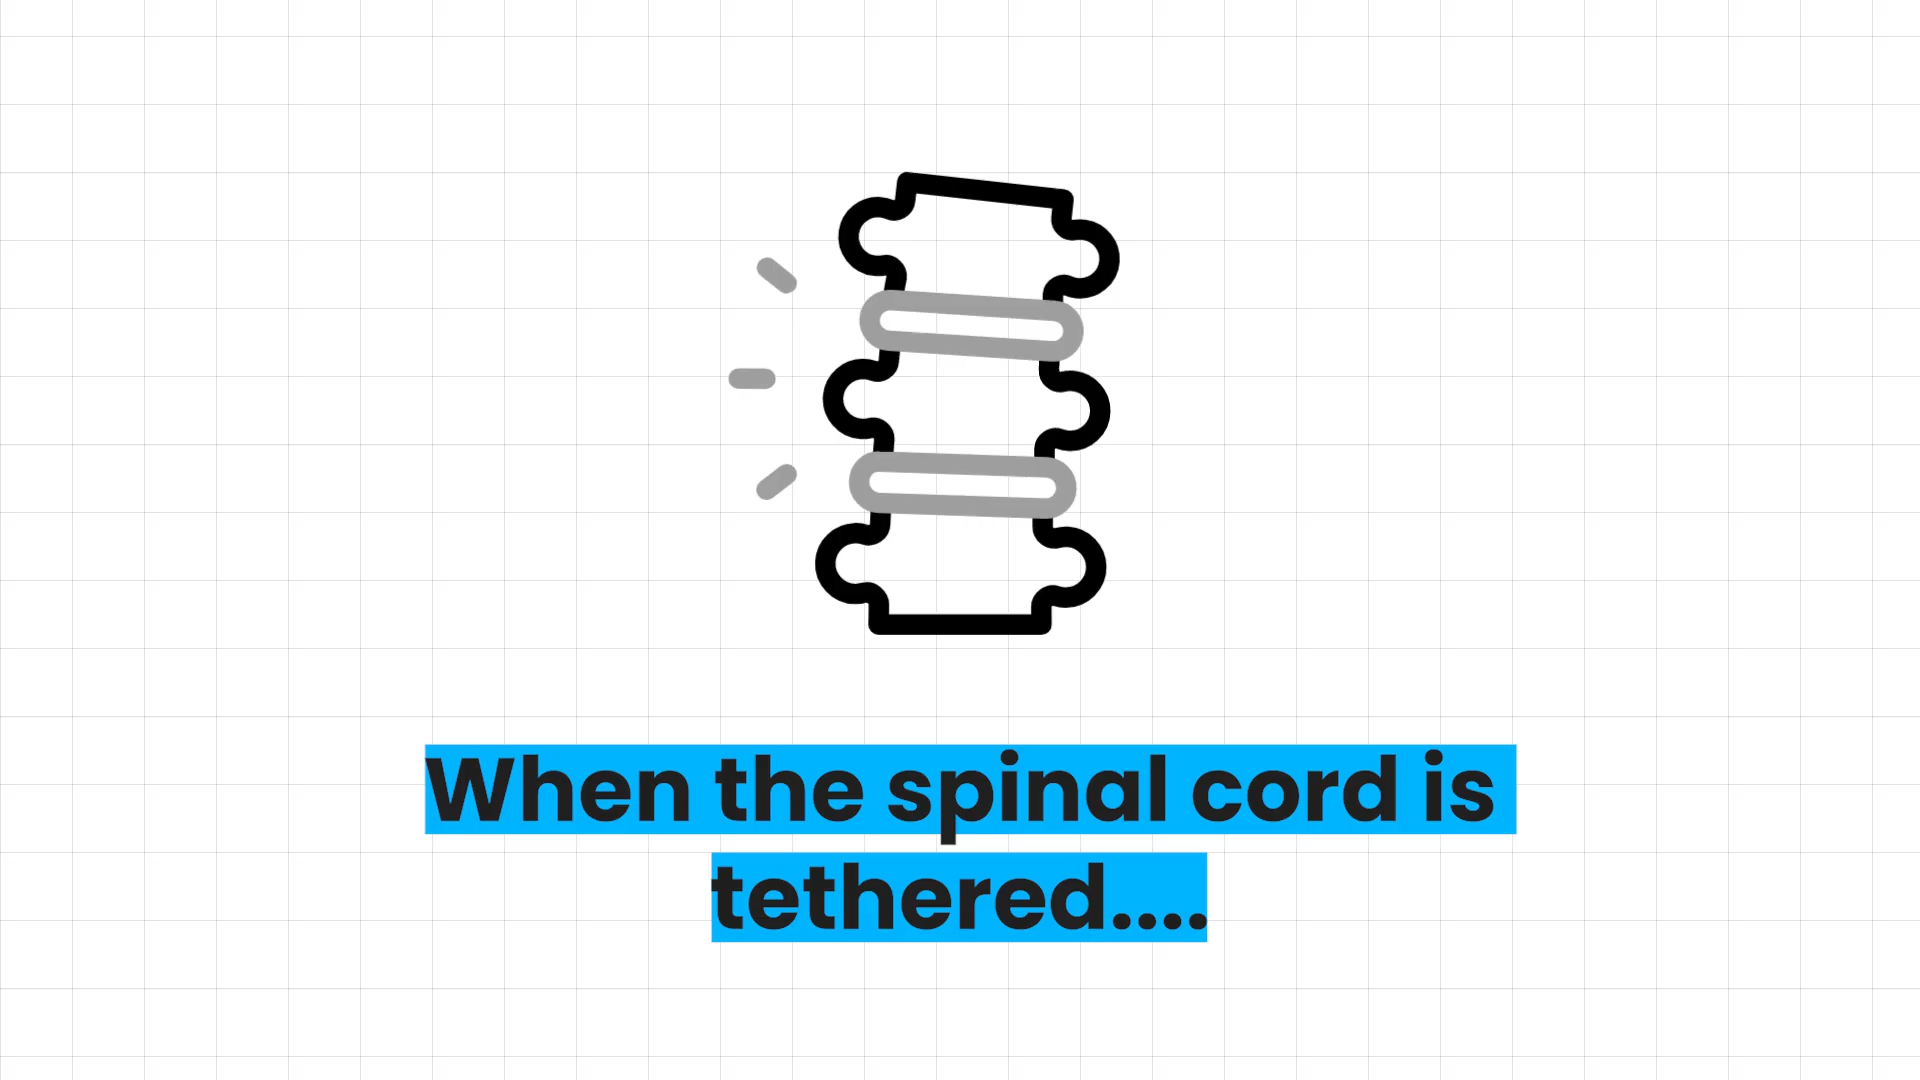 When the spinal cord is
tethered....